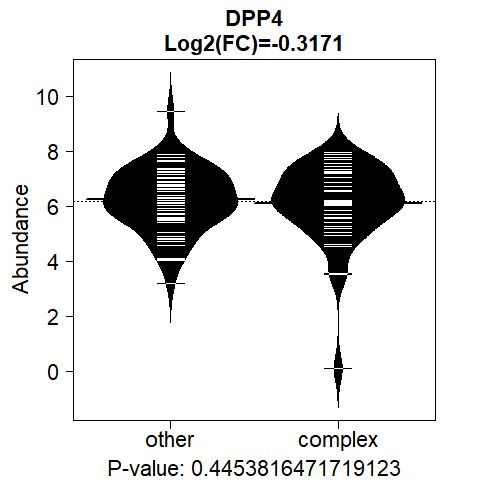 DPP4
Log2(FC)=-0.3171
Abundance
10
8
6
4
2
0
other complex
P-value: 0.4453816471719123